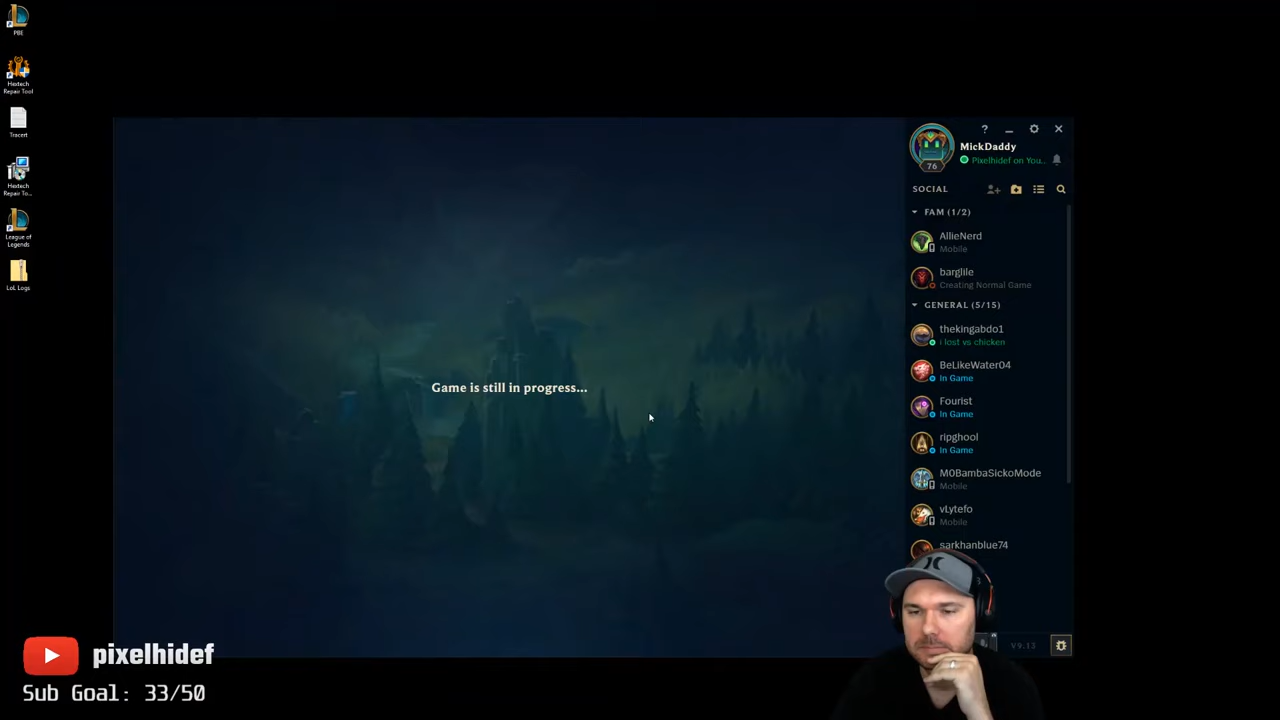 PBE
Hextech
Repair Tool
Tracert
Hextech
Repair To...
League of
Legends
LoL Logs
Game is still in progress...
?
76
MickDaddy
Pixelhidef on You..
SOCIAL
FAM (1/2)
AllieNerd
Mobile
barglile
Creating Normal Game
GENERAL (5/15)
thekingabdo1
i lost vs chicken
BeLikeWater04
In Game
Fourist
In Game
ripghool
In Game
M0BambaSickoMode
Mobile
vLytefo
Mobile
sarkhanblue74
V9.13
pixelhidef
Sub Goal: 33/50